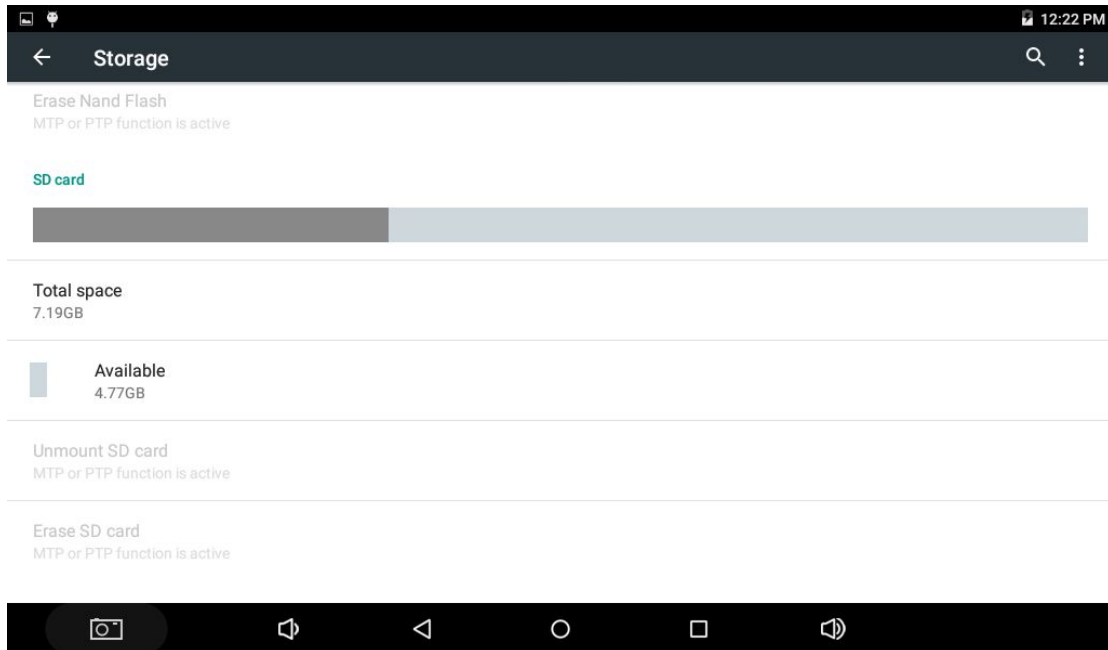 12:22 PM
Storage
Erase Nand Flash
MTP or PTP function is active
SD card
Total space
7.19GB
Available
4.77GB
Unmount SD card
MTP or PTP function is active
Erase SD card
MTP or PTP function is active